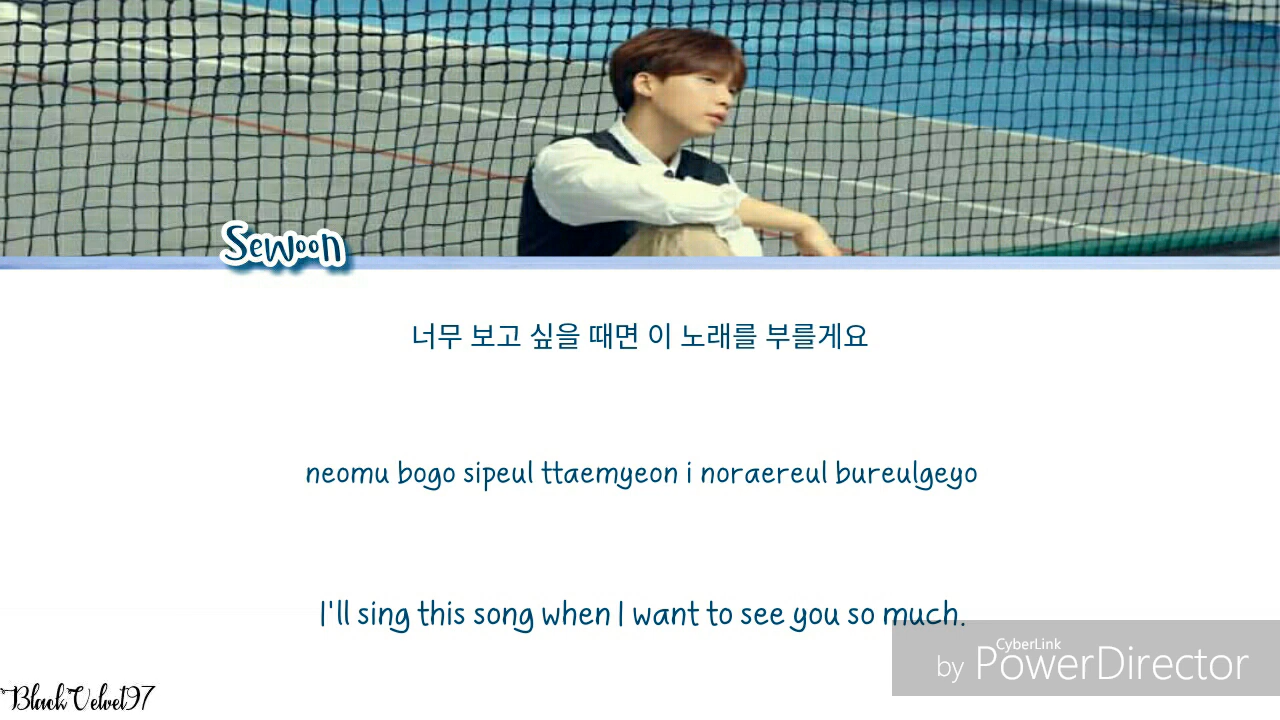 Sewoon
너무 보고 싶을 때면 이 노래를 부를게요
neomu bogo sipeul ttaemyeon i noraereul bureulgeyo
I'll sing this song when I want to see you so much.
CyberLink
by PowerDirector
BlackVelvet97